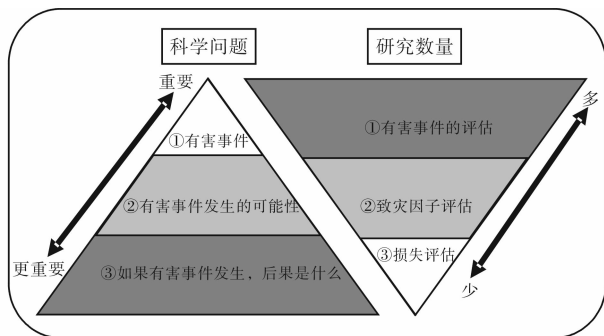 科学问题
研究数量
重要
更重要
①有害事件
②有害事件发生的可能性
③如果有害事件发生，后果是什么
①有害事件的评估
②致灾因子评估
③损失评估
多
少